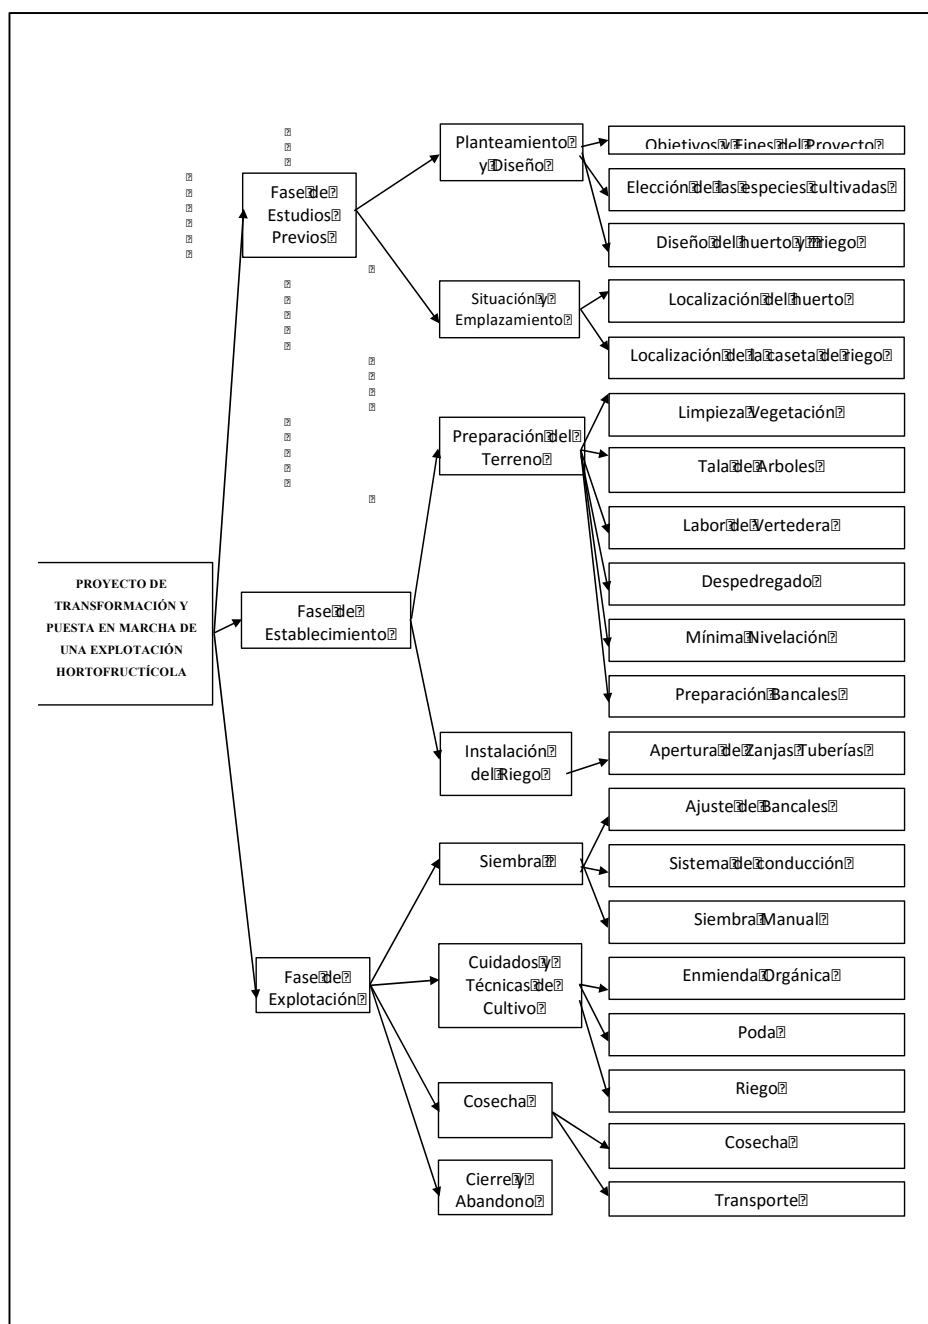 PROYECTO DE
TRANSFORMACIÓN Y
PUESTA EN MARCHA DE
UNA EXPLOTACIÓN
HORTOFRUCTÍCOLA
Fase de
Estudios
Previos
Planteamiento
y Diseño
Objetivos y Fines del Proyecto
Elección de las especies cultivadas
Diseño del huerto y riego
Situación y
Emplazamiento
Localización del huerto
Localización de la caseta de riego
Fase de
Establecimiento
Preparación del
Terreno
Limpieza Vegetación
Tala de Arboles
Labor de Vertedera
Despedregado
Mínima Nivelación
Preparación Bancales
Instalación
del Riego
Apertura de Zanjas Tuberías
Fase de
Explotación
Siembra
Ajuste de Bancales
Sistema de conducción
Siembra Manual
Cuidados y
Técnicas de
Cultivo
Enmienda Orgánica
Poda
Riego
Cosecha
Cosecha
Transporte
Cierre y
Abandono